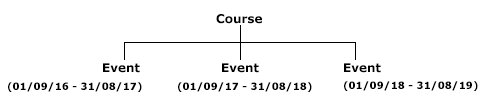 Course
Event Event Event
(01/09/16 - 31/08/17) (01/09/17 - 31/08/18) (01/09/18 - 31/08/19)